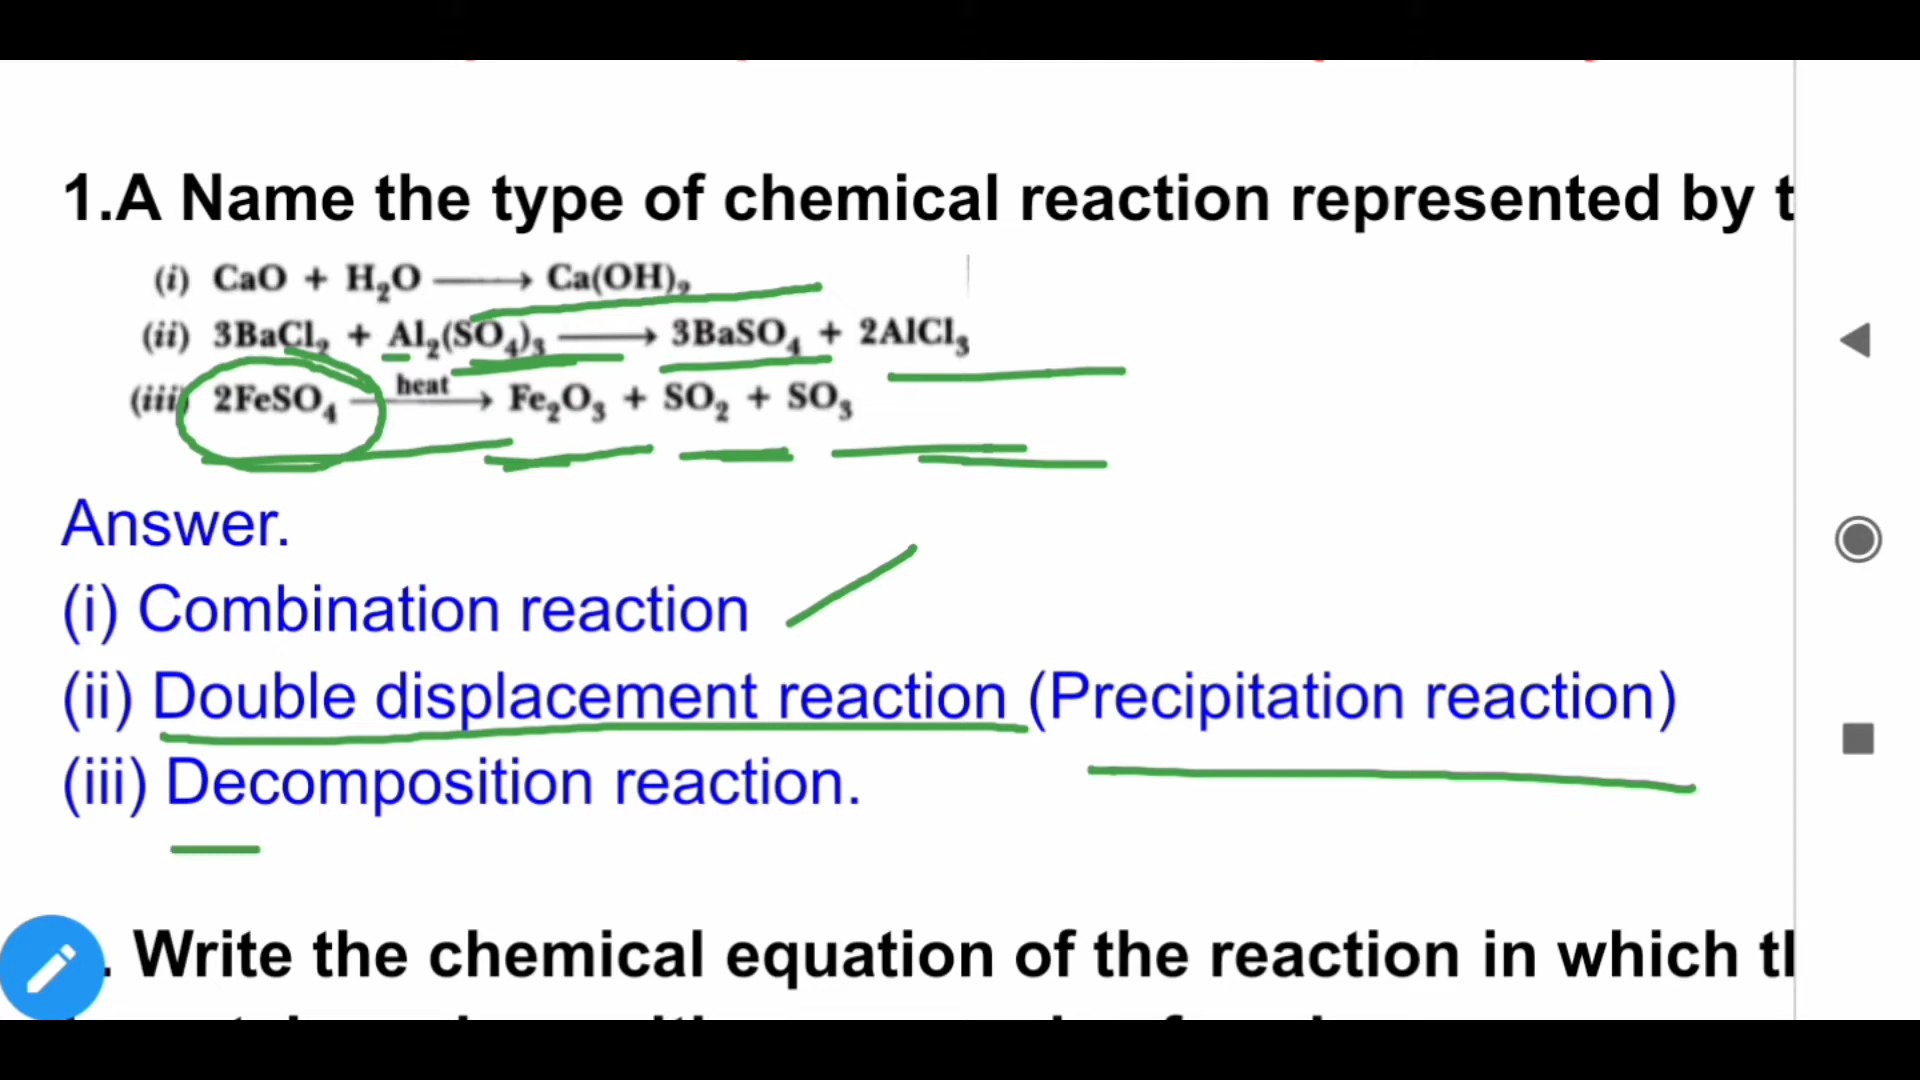 1.A Name the type of chemical reaction represented by t
(i) CaO + H₂O ⟶ Ca(OH)₂
(ii) 3BaCl₂ + Al₂(SO₄)₃ ⟶ 3BaSO₄ + 2AlCl₃
(iii) 2FeSO₄ heat⟶ Fe₂O₃ + SO₂ + SO₃
Answer.
(i) Combination reaction
(ii) Double displacement reaction (Precipitation reaction)
(iii) Decomposition reaction.
. Write the chemical equation of the reaction in which